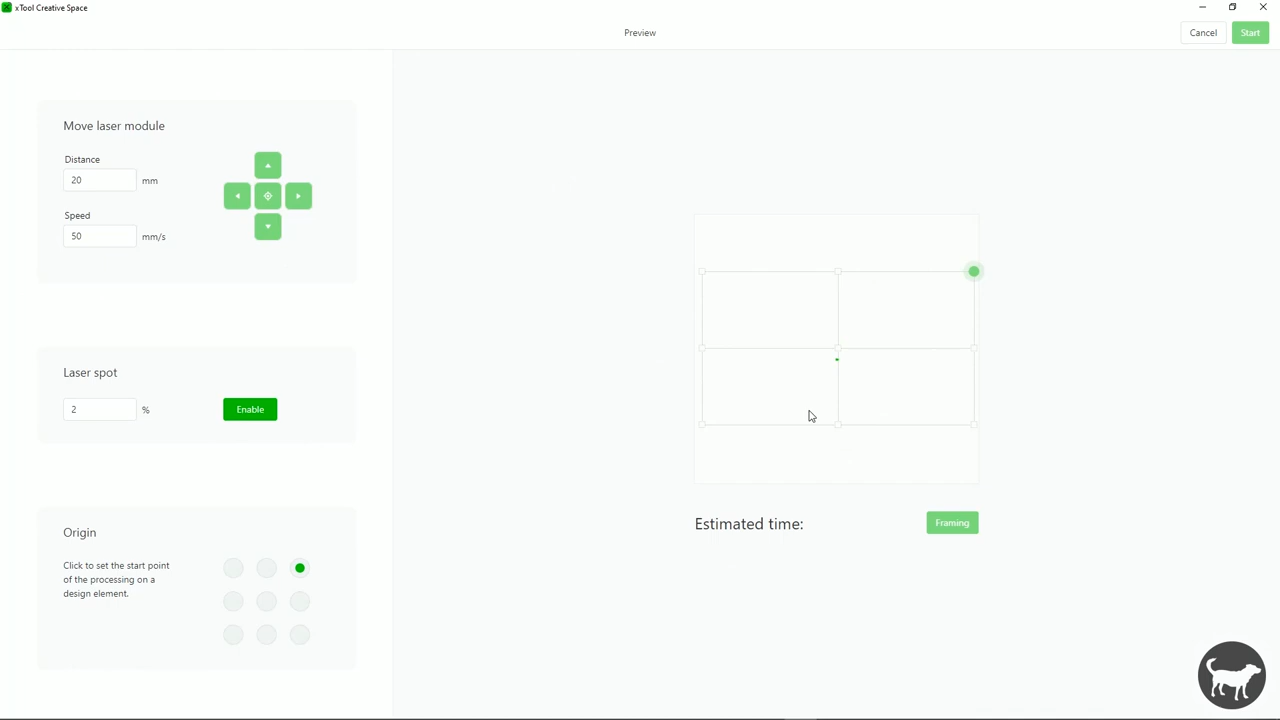 xTool Creative Space
Preview
Cancel
Start
Move laser module
Distance
20 mm
Speed
50 mm/s
Laser spot
2 %
Enable
Origin
Click to set the start point
of the processing on a
design element.
Estimated time:
Framing